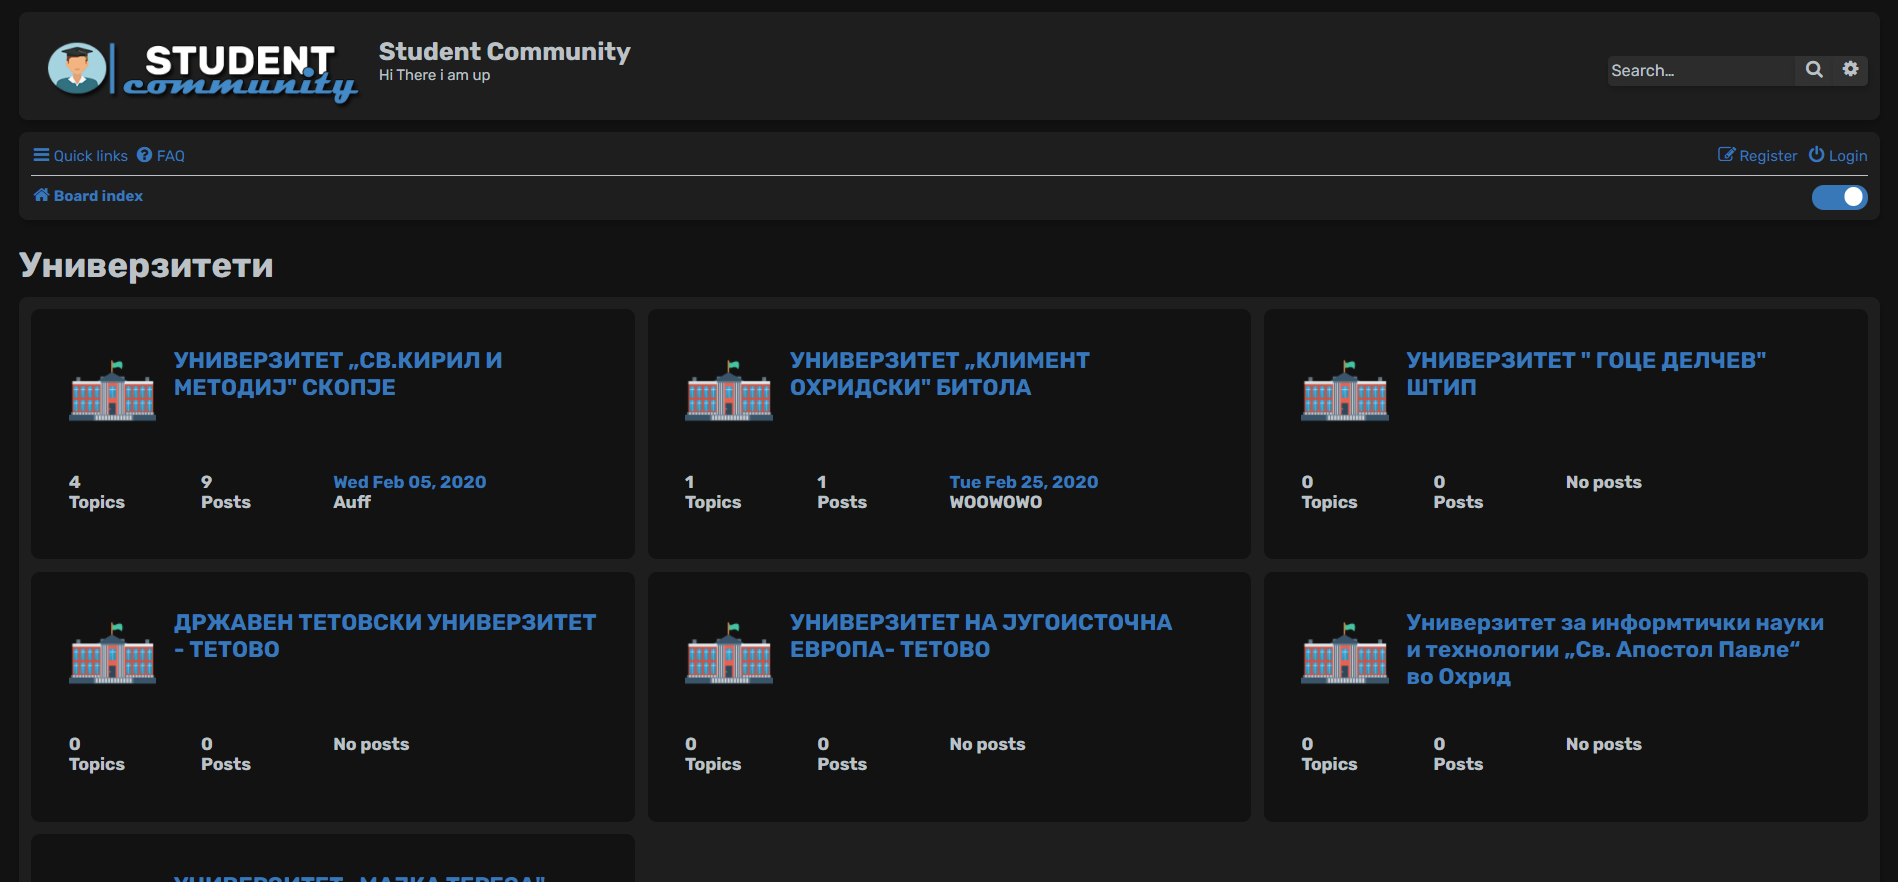 STUDENT
community
Student Community
Hi There i am up
Search…
Quick links
FAQ
Register
Login
Board index
Универзитети
УНИВЕРЗИТЕТ „СВ.КИРИЛ И
МЕТОДИЈ" СКОПЈЕ
4
Topics
9
Posts
Wed Feb 05, 2020
Auff
УНИВЕРЗИТЕТ „КЛИМЕНТ
ОХРИДСКИ" БИТОЛА
1
Topics
1
Posts
Tue Feb 25, 2020
WOOWOWO
УНИВЕРЗИТЕТ " ГОЦЕ ДЕЛЧЕВ"
ШТИП
0
Topics
0
Posts
No posts
ДРЖАВЕН ТЕТОВСКИ УНИВЕРЗИТЕТ
- ТЕТОВО
0
Topics
0
Posts
No posts
УНИВЕРЗИТЕТ НА ЈУГОИСТОЧНА
ЕВРОПА- ТЕТОВО
0
Topics
0
Posts
No posts
Универзитет за информтички науки
и технологии „Св. Апостол Павле“
во Охрид
0
Topics
0
Posts
No posts